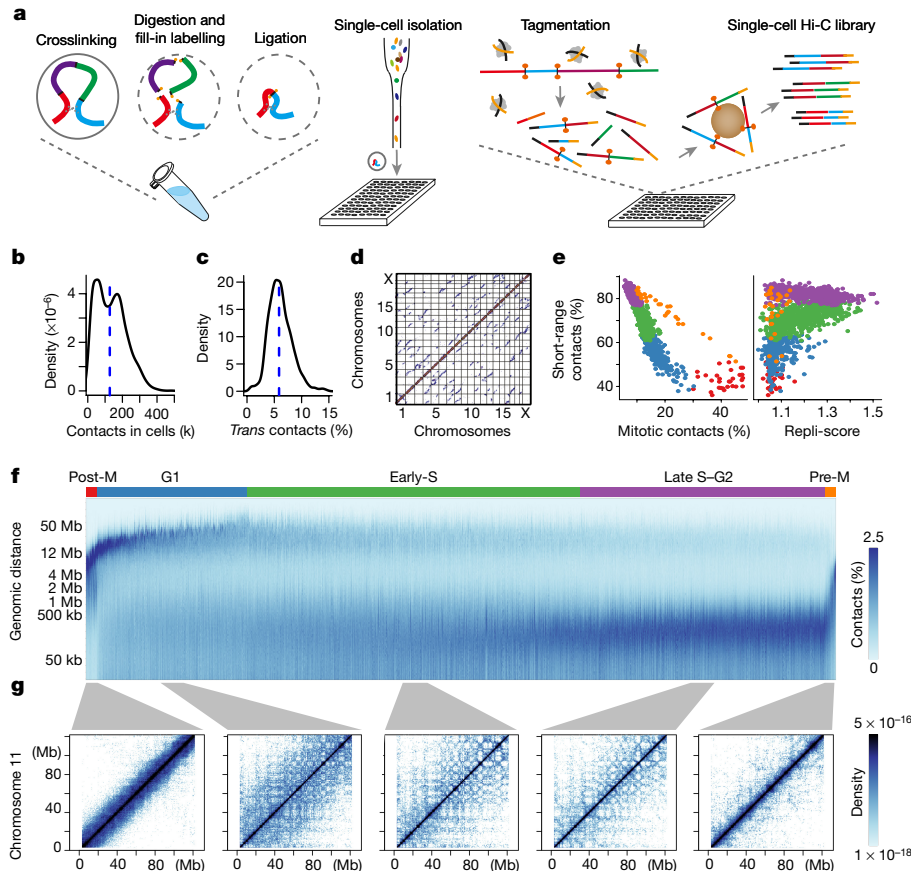 a
Crosslinking
Digestion and
fill-in labelling
Ligation
Single-cell isolation
Tagmentation
Single-cell Hi-C library
b
Density (×10⁻⁶)
4
2
0
0
200
400
Contacts in cells (k)
c
Density
20
15
10
5
0
0
5
10
15
Trans contacts (%)
d
Chromosomes
X
15
10
5
1
1
5
10
15
X
Chromosomes
e
Short-range
contacts (%)
80
60
40
10
30
40
Mitotic contacts (%)
1.1
1.3
1.5
Repli-score
f
Post-M
G1
Early-S
Late S–G2
Pre-M
Genomic distance
50 Mb
12 Mb
4 Mb
2 Mb
1 Mb
500 kb
50 kb
2.5
Contacts (%)
0
g
Chromosome 11
(Mb)
80
40
0
0
40
80
(Mb)
0
40
80
(Mb)
0
40
80
(Mb)
0
40
80
(Mb)
0
40
80
(Mb)
5 × 10⁻¹⁶
Density
1 × 10⁻¹⁸